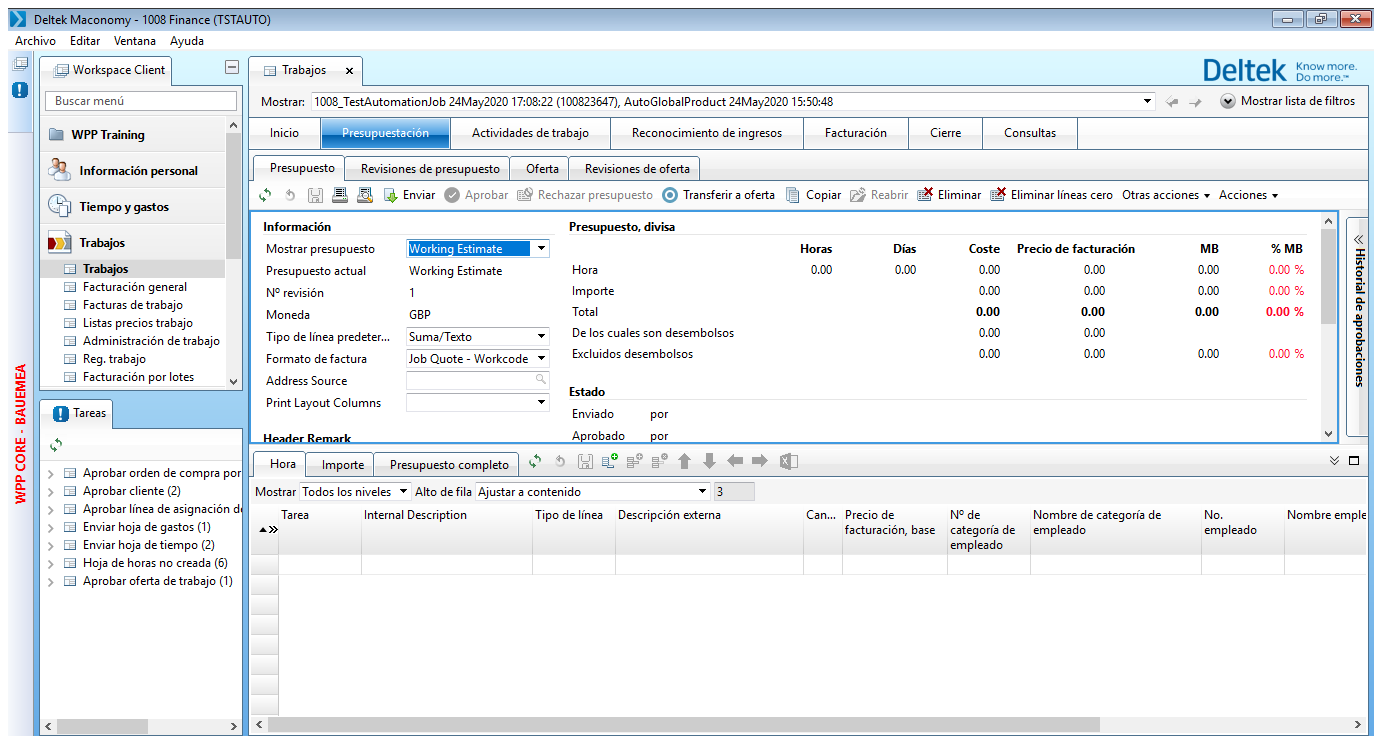 Deltek Maconomy - 1008 Finance (TSTAUTO)
Archivo Editar Ventana Ayuda
Workspace Client
Buscar menú
WPP Training
Información personal
Tiempo y gastos
Trabajos
Trabajos
Facturación general
Facturas de trabajo
Listas precios trabajo
Administración de trabajo
Reg. trabajo
Facturación por lotes
WPP CORE - BAUEMEA
Tareas
Aprobar orden de compra por
Aprobar cliente (2)
Aprobar línea de asignación de
Enviar hoja de gastos (1)
Enviar hoja de tiempo (2)
Hoja de horas no creada (6)
Aprobar oferta de trabajo (1)
Trabajos
Deltek Know more.
Do more.™
Mostrar: 1008_TestAutomationJob 24May2020 17:08:22 (100823647), AutoGlobalProduct 24May2020 15:50:48
Mostrar lista de filtros
Inicio Presupuestación Actividades de trabajo Reconocimiento de ingresos Facturación Cierre Consultas
Presupuesto Revisiones de presupuesto Oferta Revisiones de oferta
Enviar Aprobar Rechazar presupuesto Transferir a oferta Copiar Reabrir Eliminar Eliminar líneas cero Otras acciones Acciones
Información
Mostrar presupuesto Working Estimate
Presupuesto actual Working Estimate
Nº revisión 1
Moneda GBP
Tipo de línea predeter... Suma/Texto
Formato de factura Job Quote - Workcode
Address Source
Print Layout Columns
Header Remark
Presupuesto, divisa
Horas Días Coste Precio de facturación MB % MB
Hora 0.00 0.00 0.00 0.00 0.00 0.00 %
Importe 0.00 0.00 0.00 0.00 %
Total 0.00 0.00 0.00 0.00 %
De los cuales son desembolsos 0.00 0.00
Excluidos desembolsos 0.00 0.00 0.00 0.00 %
Estado
Enviado por
Aprobado por
Historial de aprobaciones
Hora Importe Presupuesto completo
Mostrar Todos los niveles Alto de fila Ajustar a contenido 3
Tarea Internal Description Tipo de línea Descripción externa Can... Precio de Nº de Nombre de categoría de No. Nombre emple
facturación, base categoría de empleado empleado
empleado